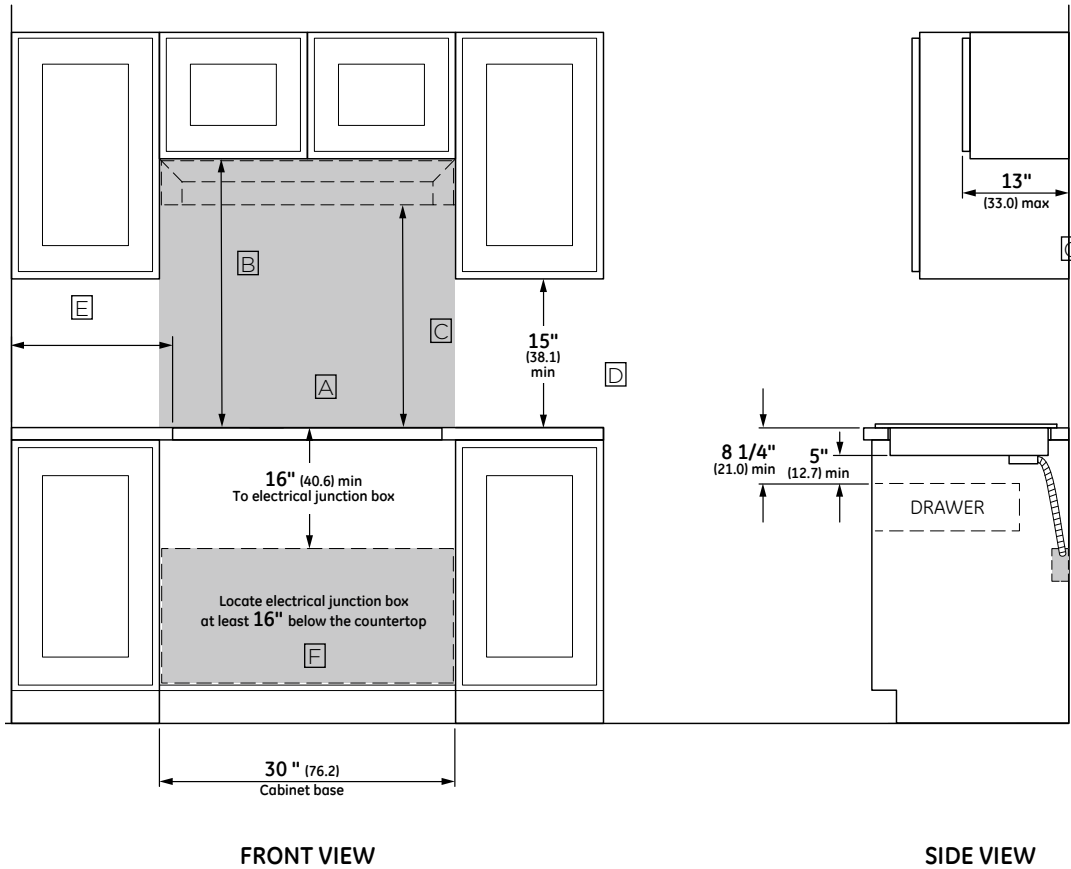 13"
(33.0) max
B
E
C
15"
(38.1)
min
D
A
8 1/4"
(21.0) min
5"
(12.7) min
16" (40.6) min
To electrical junction box
DRAWER
Locate electrical junction box
at least 16" below the countertop
F
30 " (76.2)
Cabinet base
FRONT VIEW
SIDE VIEW